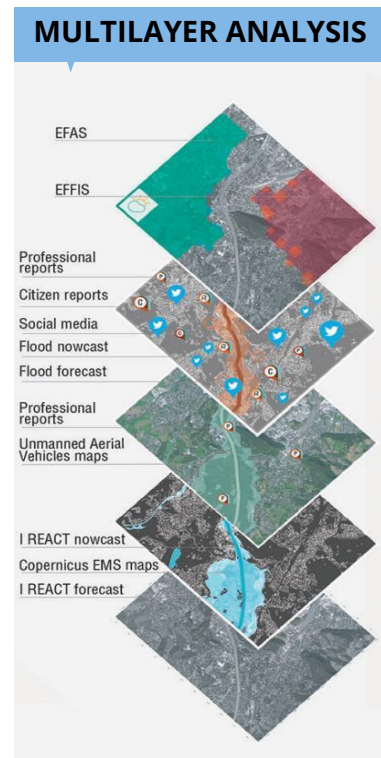 MULTILAYER ANALYSIS
EFAS
EFFIS
Professional
reports
Citizen reports
Social media
Flood nowcast
Flood forecast
Professional
reports
Unmanned Aerial
Vehicles maps
I REACT nowcast
Copernicus EMS maps
I REACT forecast
P
C
R
P
C
R
P
C
R
P
P
P